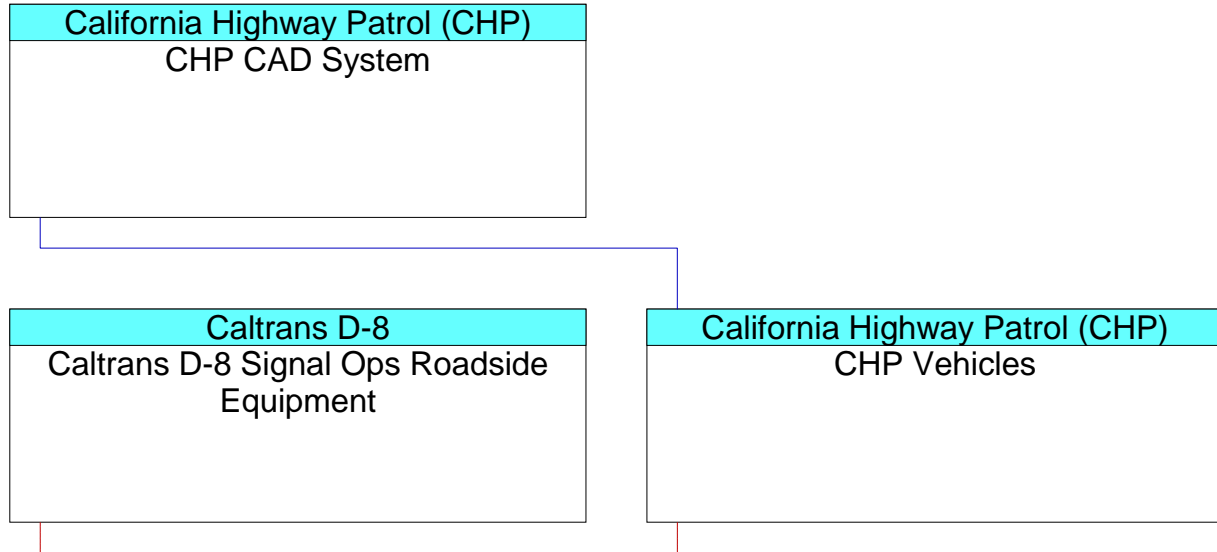 California Highway Patrol (CHP)
CHP CAD System
Caltrans D-8
Caltrans D-8 Signal Ops Roadside
Equipment
California Highway Patrol (CHP)
CHP Vehicles